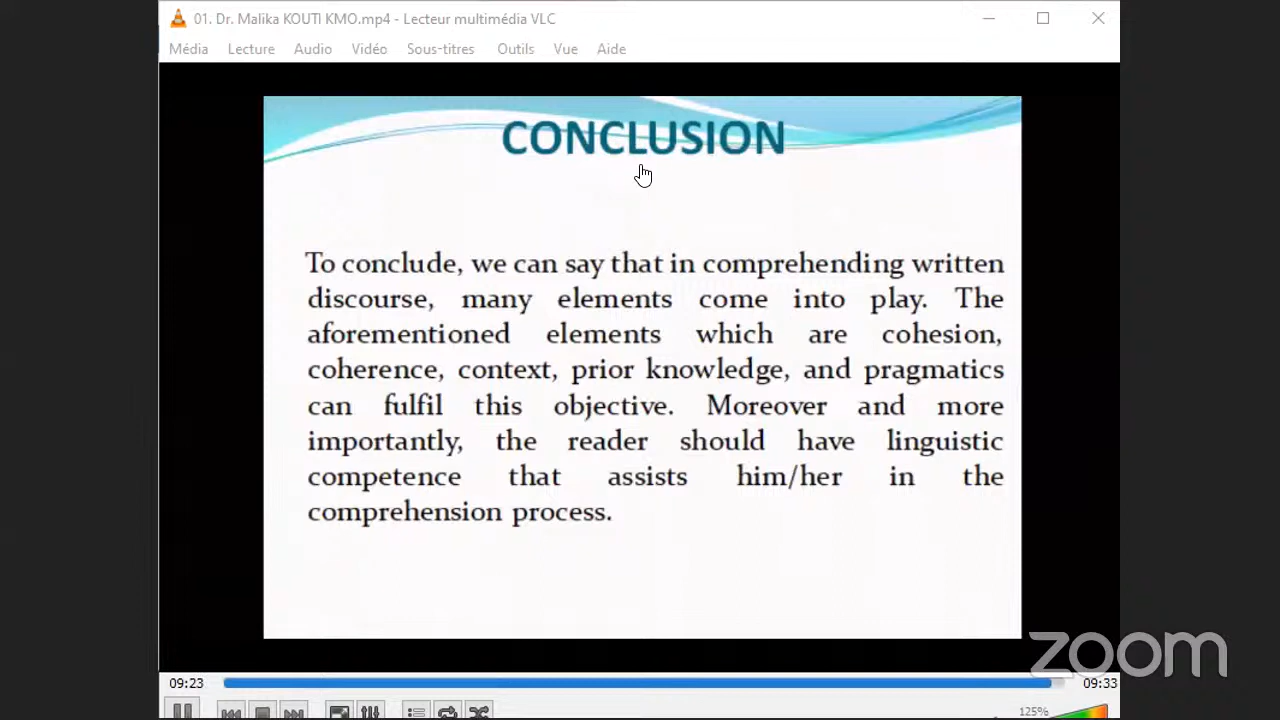 01. Dr. Malika KOUTI KMO.mp4 - Lecteur multimédia VLC
Média Lecture Audio Vidéo Sous-titres Outils Vue Aide
CONCLUSION
To conclude, we can say that in comprehending written
discourse, many elements come into play. The
aforementioned elements which are cohesion,
coherence, context, prior knowledge, and pragmatics
can fulfil this objective. Moreover and more
importantly, the reader should have linguistic
competence that assists him/her in the
comprehension process.
zoom
09:23 09:33
125%